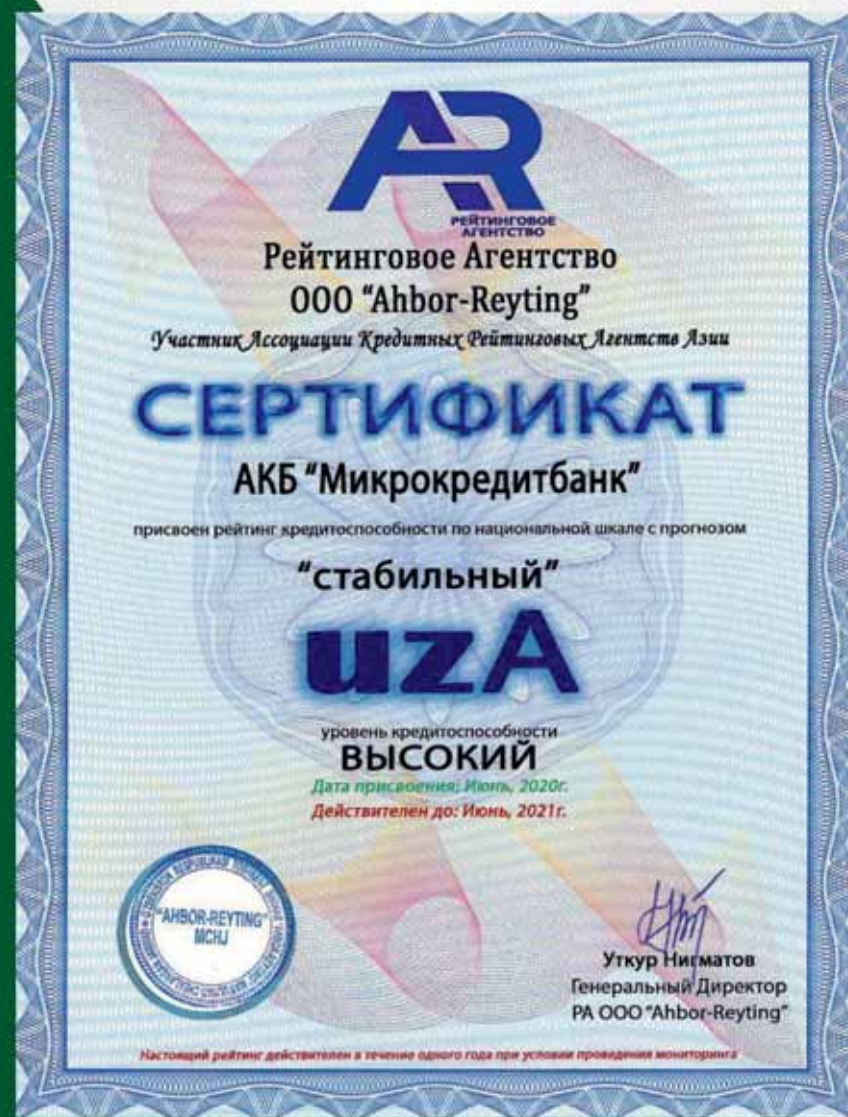 AR
РЕЙТИНГОВОЕ
АГЕНТСТВО
Рейтинговое Агентство
ООО "Ahbor-Reyting"
Участник Ассоциации Кредитных Рейтинговых Агентств Азии
СЕРТИФИКАТ
АКБ "Микрокредитбанк"
присвоен рейтинг кредитоспособности по национальной шкале с прогнозом
"стабильный"
uzA
уровень кредитоспособности
ВЫСОКИЙ
Дата присвоения: Июнь, 2020г.
Действителен до: Июнь, 2021г.
"AHBOR-REYTING"
MCHJ
Уткур Нигматов
Генеральный Директор
РА ООО "Ahbor-Reyting"
Настоящий рейтинг действителен в течение одного года при условии проведения мониторинга